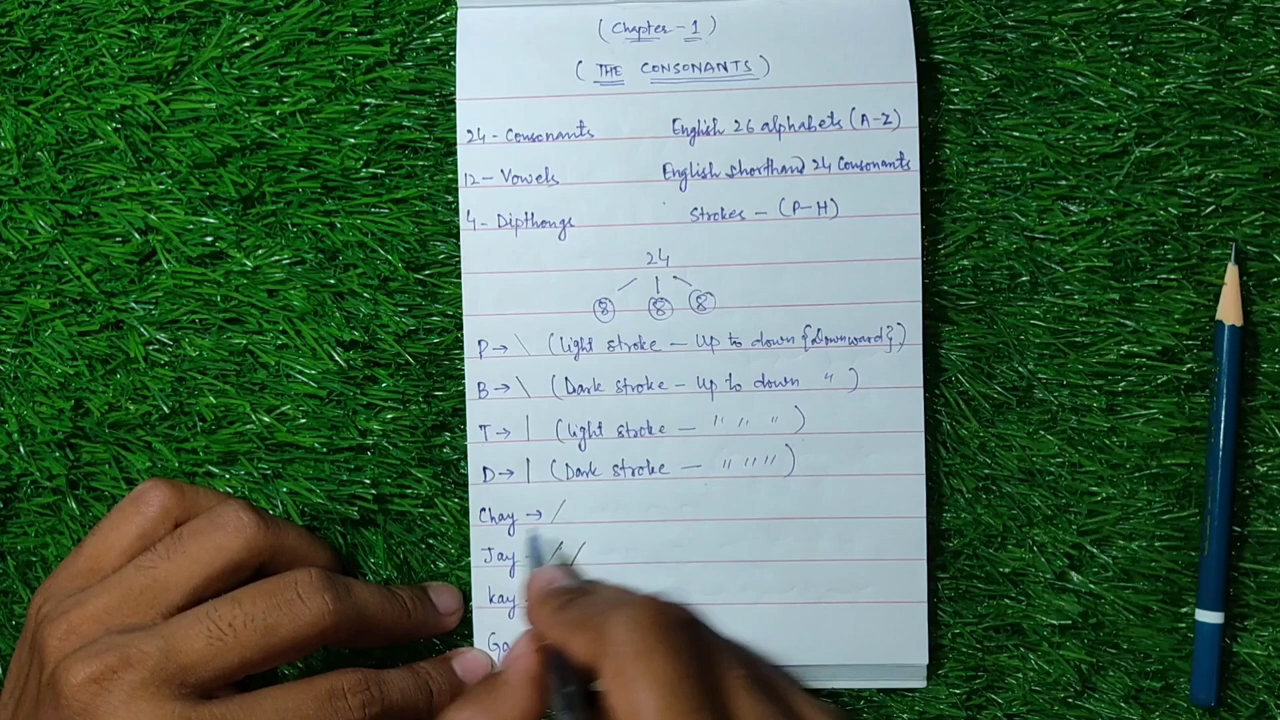 (Chapter - 1)
(THE CONSONANTS)
24 - Consonants English 26 alphabets (A-Z)
12 - Vowels English shorthand 24 Consonants
4 - Dipthongs Strokes - (P-H)
24
8 8 8
P → \ (light stroke - Up to down {Downward})
B → \ (Dark stroke - Up to down " )
T → | (light stroke - " " " )
D → | (Dark stroke - " " " )
Chay → /
Jay / /
kay